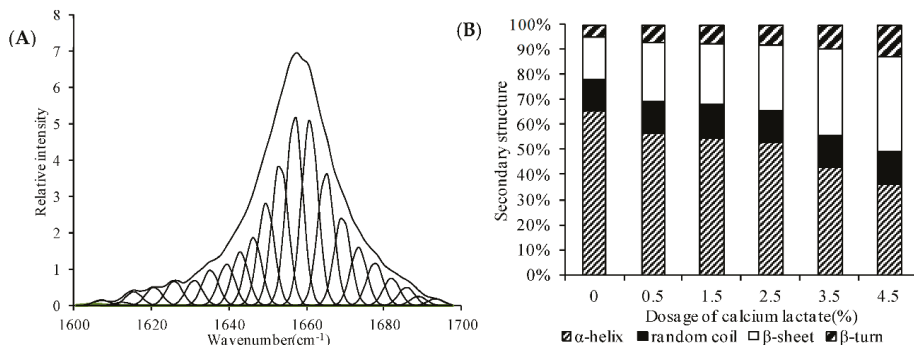 (A)
8
7
6
5
4
3
2
1
0
Relative intensity
1600 1620 1640 1660 1680 1700
Wavenumber(cm⁻¹)
(B)
100%
90%
80%
70%
60%
50%
40%
30%
20%
10%
0%
Secondary structure
0 0.5 1.5 2.5 3.5 4.5
Dosage of calcium lactate(%)
α-helix random coil β-sheet β-turn